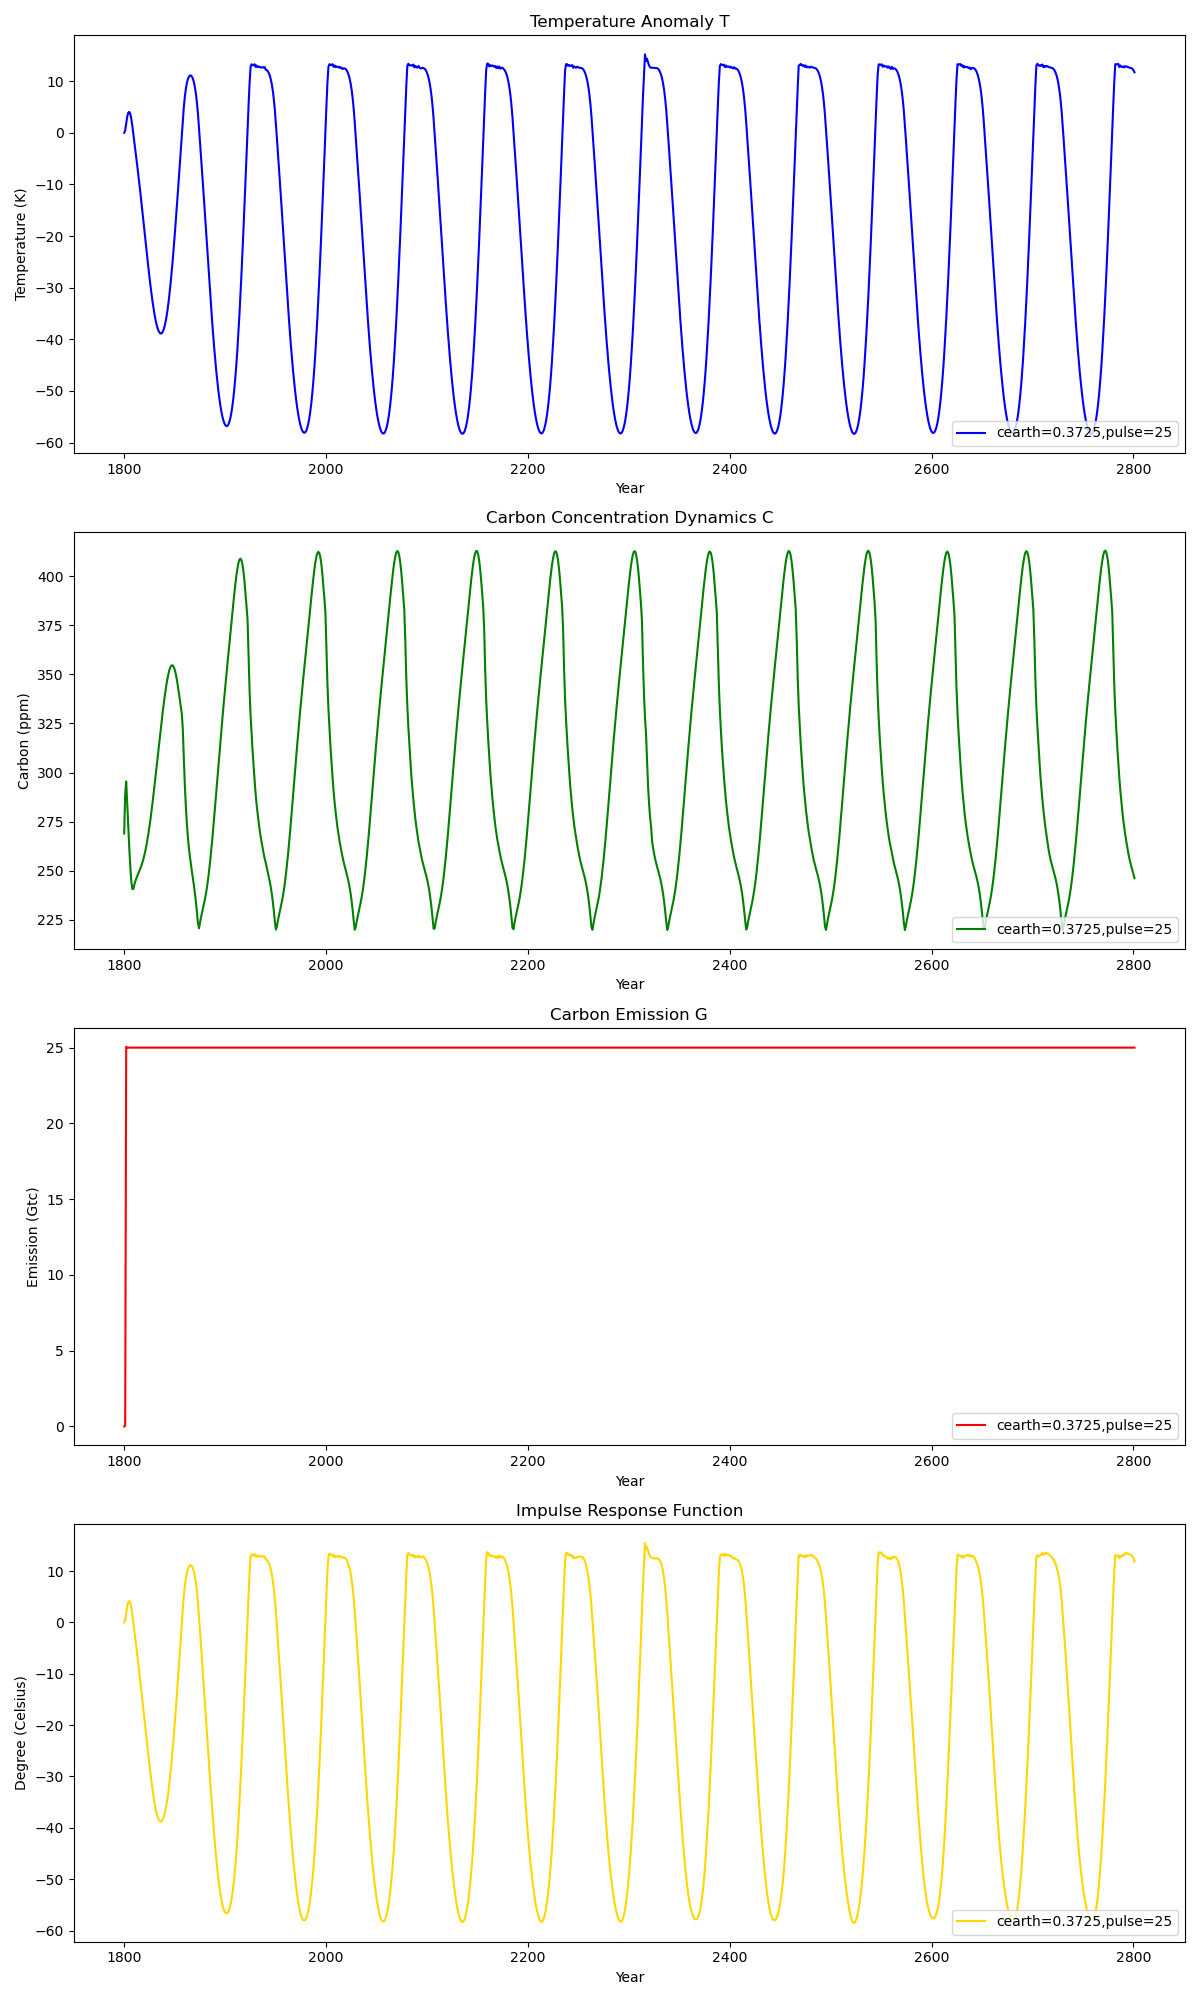 Temperature Anomaly T
Temperature (K)
10
0
−10
−20
−30
−40
−50
−60
cearth=0.3725,pulse=25
1800 2000 2200 2400 2600 2800
Year
Carbon Concentration Dynamics C
Carbon (ppm)
400
375
350
325
300
275
250
225
cearth=0.3725,pulse=25
1800 2000 2200 2400 2600 2800
Year
Carbon Emission G
Emission (Gtc)
25
20
15
10
5
0
cearth=0.3725,pulse=25
1800 2000 2200 2400 2600 2800
Year
Impulse Response Function
Degree (Celsius)
10
0
−10
−20
−30
−40
−50
−60
cearth=0.3725,pulse=25
1800 2000 2200 2400 2600 2800
Year